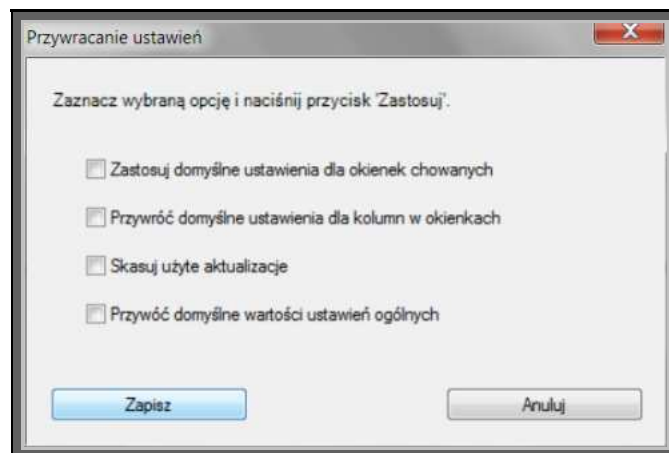 Przywracanie ustawień
Zaznacz wybraną opcję i naciśnij przycisk 'Zastosuj'.
Zastosuj domyślne ustawienia dla okienek chowanych
Przywróć domyślne ustawienia dla kolumn w okienkach
Skasuj użyte aktualizacje
Przywóć domyślne wartości ustawień ogólnych
Zapisz Anuluj